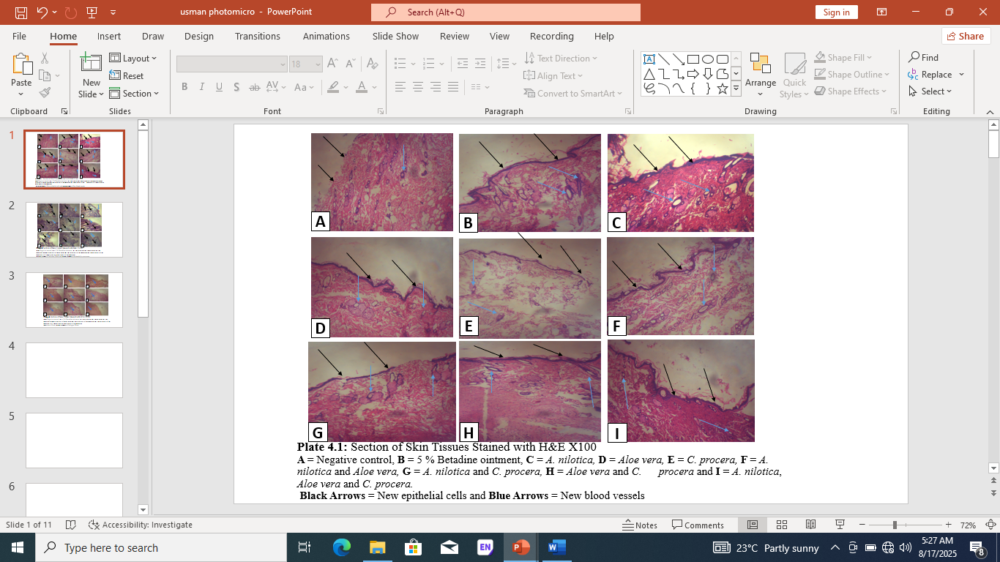 usman photomicro - PowerPoint
Search (Alt+Q)
Sign in
File Home Insert Draw Design Transitions Animations Slide Show Review View Recording Help
Share
Paste
Clipboard
New Slide
Layout
Reset
Section
Slides
18
B I U S ab AV Aa A
Font
Text Direction
Align Text
Convert to SmartArt
Paragraph
Arrange
Quick Styles
Shape Fill
Shape Outline
Shape Effects
Drawing
Find
Replace
Select
Editing
1
2
3
4
5
6
A
B
C
D
E
F
G
H
I
Plate 4.1: Section of Skin Tissues Stained with H&E X100
A = Negative control, B = 5 % Betadine ointment, C = A. nilotica, D = Aloe vera, E = C. procera, F = A.
nilotica and Aloe vera, G = A. nilotica and C. procera, H = Aloe vera and C. procera and I = A. nilotica,
Aloe vera and C. procera.
Black Arrows = New epithelial cells and Blue Arrows = New blood vessels
Slide 1 of 11
Accessibility: Investigate
Notes
Comments
72%
Type here to search
EN
23°C Partly sunny
5:27 AM
8/17/2025
8